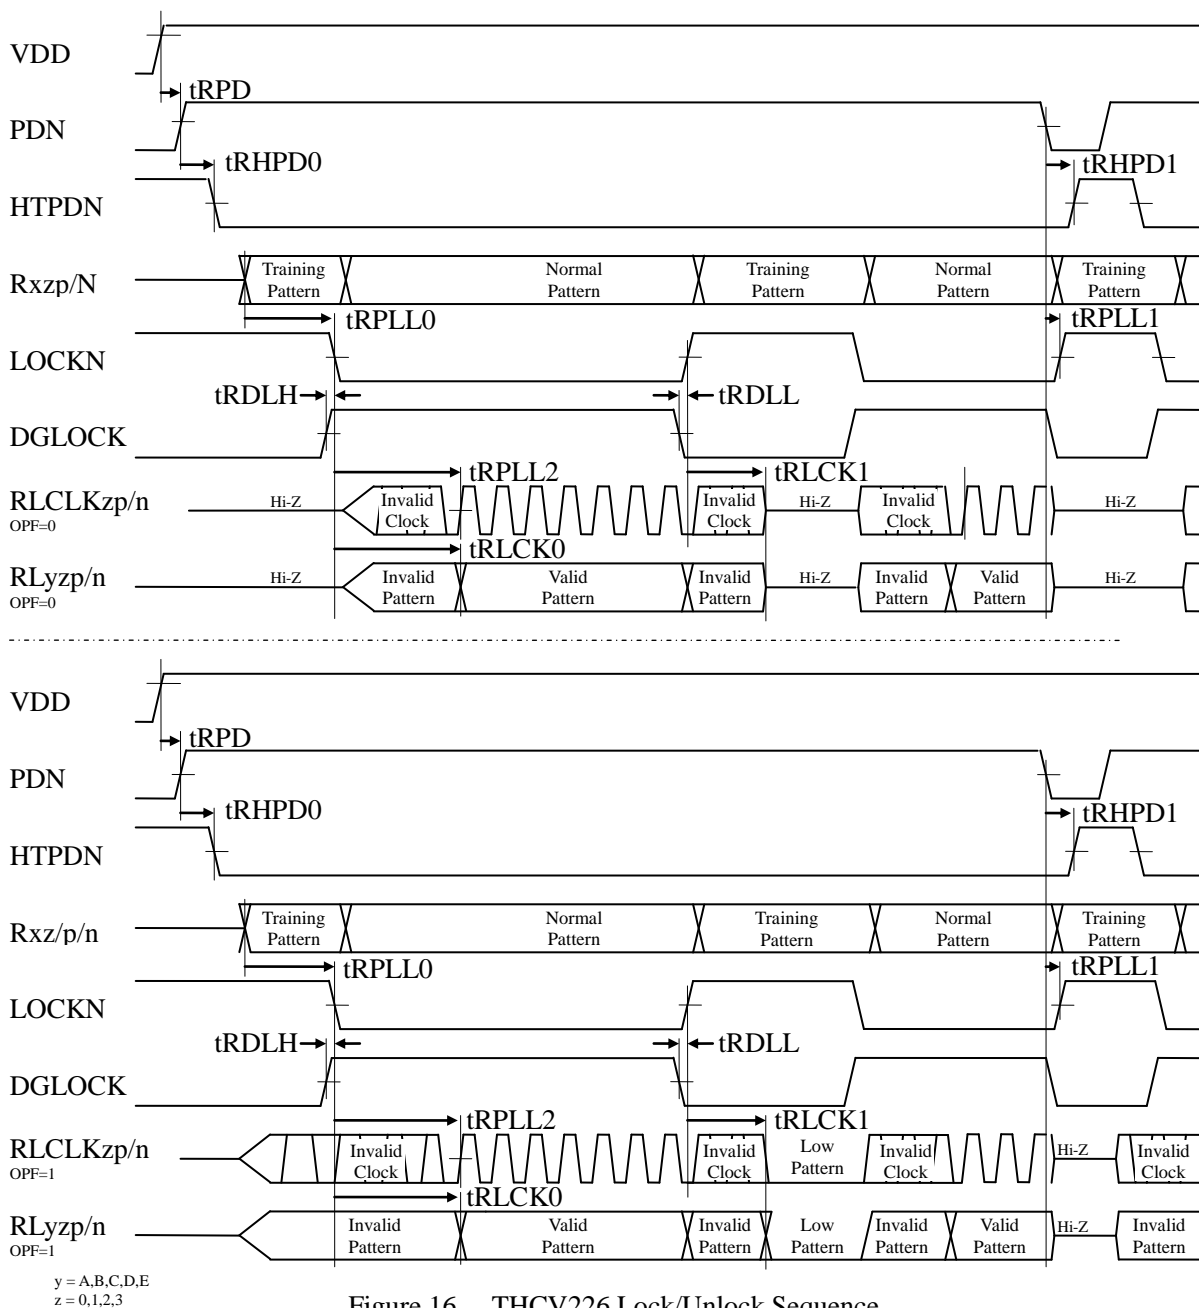 VDD
tRPD
PDN
tRHPD0
tRHPD1
HTPDN
Rxzp/N
Training Pattern
Normal Pattern
Training Pattern
Normal Pattern
Training Pattern
tRPLL0
tRPLL1
LOCKN
tRDLH
tRDLL
DGLOCK
tRPLL2
tRLCK1
RLCLKzp/n
OPF=0
Hi-Z
Invalid Clock
Invalid Clock
Hi-Z
Invalid Clock
Hi-Z
tRLCK0
RLyzp/n
OPF=0
Hi-Z
Invalid Pattern
Valid Pattern
Invalid Pattern
Hi-Z
Invalid Pattern
Valid Pattern
Hi-Z
VDD
tRPD
PDN
tRHPD0
tRHPD1
HTPDN
Rxz/p/n
Training Pattern
Normal Pattern
Training Pattern
Normal Pattern
Training Pattern
tRPLL0
tRPLL1
LOCKN
tRDLH
tRDLL
DGLOCK
tRPLL2
tRLCK1
RLCLKzp/n
OPF=1
Invalid Clock
Invalid Clock
Low Pattern
Invalid Clock
Hi-Z
Invalid Clock
tRLCK0
RLyzp/n
OPF=1
Invalid Pattern
Valid Pattern
Invalid Pattern
Low Pattern
Invalid Pattern
Valid Pattern
Hi-Z
Invalid Pattern
y = A,B,C,D,E
z = 0,1,2,3
Figure 16 THCV226 Lock/Unlock Sequence